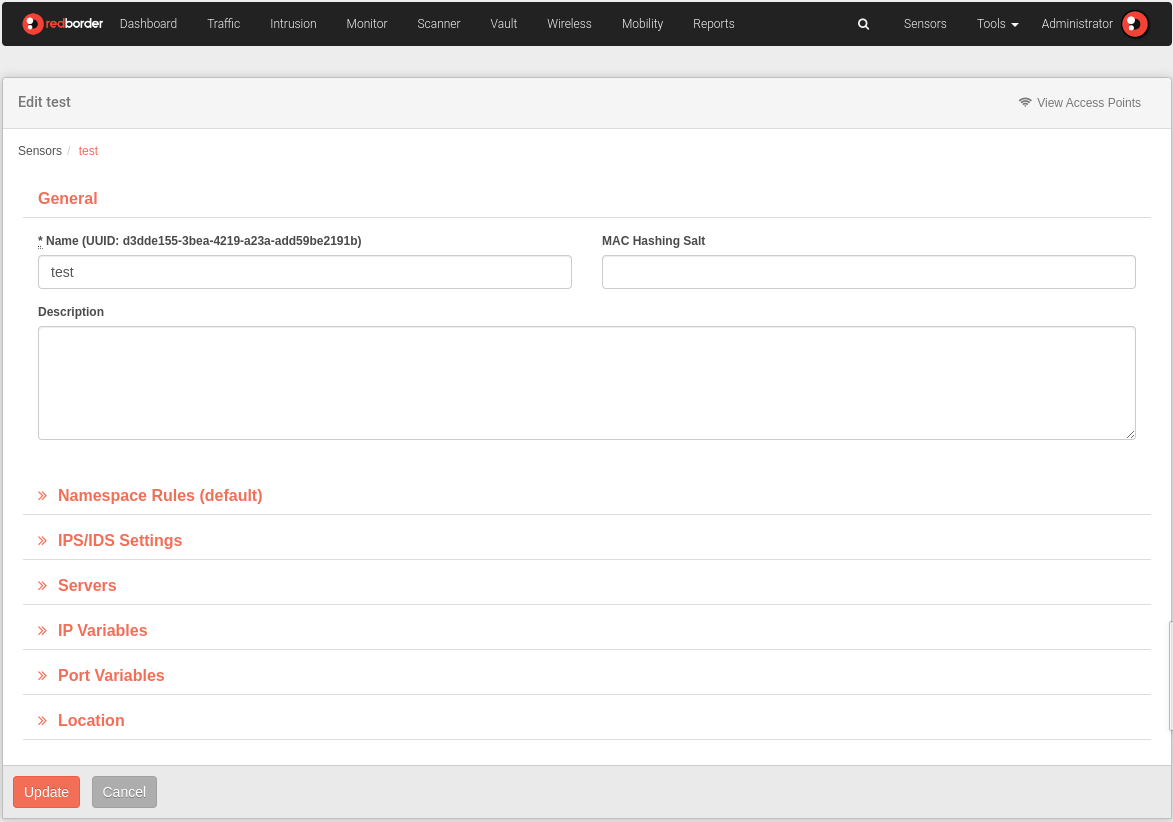 redborder Dashboard Traffic Intrusion Monitor Scanner Vault Wireless Mobility Reports Sensors Tools Administrator
Edit test View Access Points
Sensors / test
General
* Name (UUID: d3dde155-3bea-4219-a23a-add59be2191b) MAC Hashing Salt
test
Description
Namespace Rules (default)
IPS/IDS Settings
Servers
IP Variables
Port Variables
Location
Update Cancel